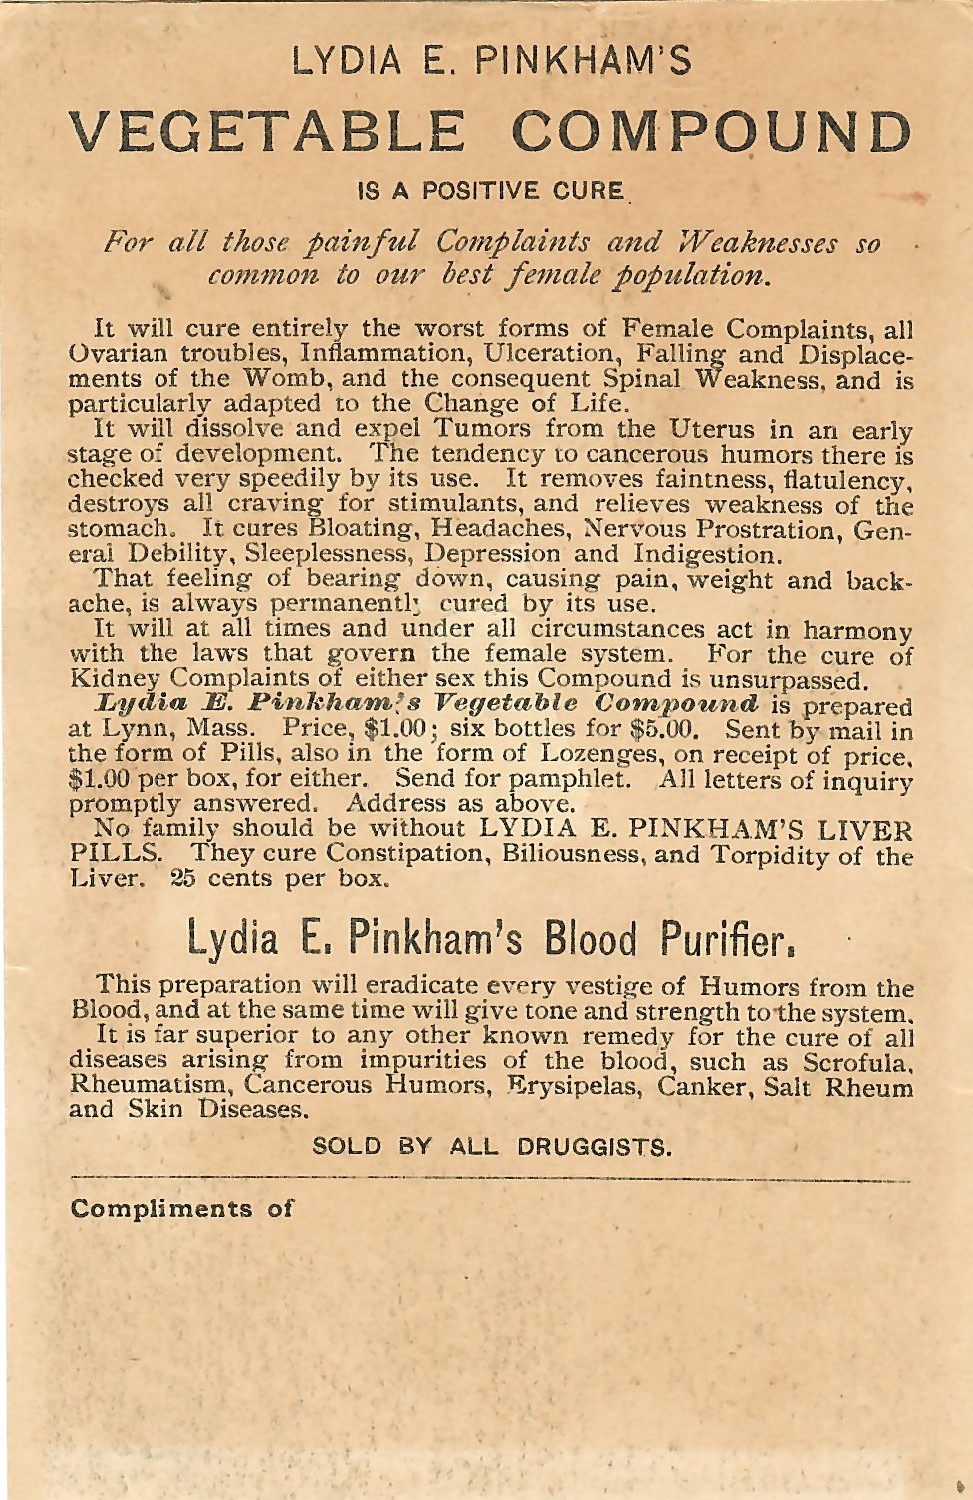 LYDIA E. PINKHAM'S
VEGETABLE COMPOUND
IS A POSITIVE CURE
For all those painful Complaints and Weaknesses so
common to our best female population.
It will cure entirely the worst forms of Female Complaints, all
Ovarian troubles, Inflammation, Ulceration, Falling and Displace-
ments of the Womb, and the consequent Spinal Weakness, and is
particularly adapted to the Change of Life.
It will dissolve and expel Tumors from the Uterus in an early
stage of development. The tendency to cancerous humors there is
checked very speedily by its use. It removes faintness, flatulency,
destroys all craving for stimulants, and relieves weakness of the
stomach. It cures Bloating, Headaches, Nervous Prostration, Gen-
eral Debility, Sleeplessness, Depression and Indigestion.
That feeling of bearing down, causing pain, weight and back-
ache, is always permanently cured by its use.
It will at all times and under all circumstances act in harmony
with the laws that govern the female system. For the cure of
Kidney Complaints of either sex this Compound is unsurpassed.
Lydia E. Pinkham's Vegetable Compound is prepared
at Lynn, Mass. Price, $1.00; six bottles for $5.00. Sent by mail in
the form of Pills, also in the form of Lozenges, on receipt of price,
$1.00 per box, for either. Send for pamphlet. All letters of inquiry
promptly answered. Address as above.
No family should be without LYDIA E. PINKHAM'S LIVER
PILLS. They cure Constipation, Biliousness, and Torpidity of the
Liver. 25 cents per box.
Lydia E. Pinkham's Blood Purifier.
This preparation will eradicate every vestige of Humors from the
Blood, and at the same time will give tone and strength to the system.
It is far superior to any other known remedy for the cure of all
diseases arising from impurities of the blood, such as Scrofula,
Rheumatism, Cancerous Humors, Erysipelas, Canker, Salt Rheum
and Skin Diseases.
SOLD BY ALL DRUGGISTS.
Compliments of